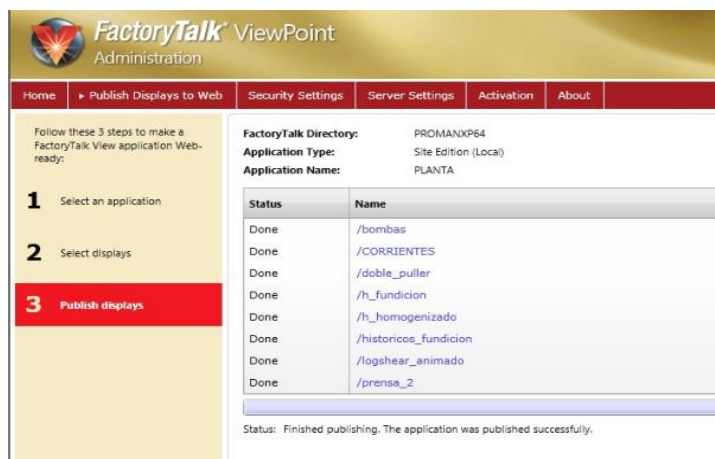 FactoryTalk® ViewPoint
Administration
Home ▸ Publish Displays to Web Security Settings Server Settings Activation About
Follow these 3 steps to make a
FactoryTalk View application Web-
ready:
1 Select an application
2 Select displays
3 Publish displays
FactoryTalk Directory: PROMANXP64
Application Type: Site Edition (Local)
Application Name: PLANTA
Status Name
Done /bombas
Done /CORRIENTES
Done /doble_puller
Done /h_fundicion
Done /h_homogenizado
Done /historicos_fundicion
Done /logshear_animado
Done /prensa_2
Status: Finished publishing. The application was published successfully.